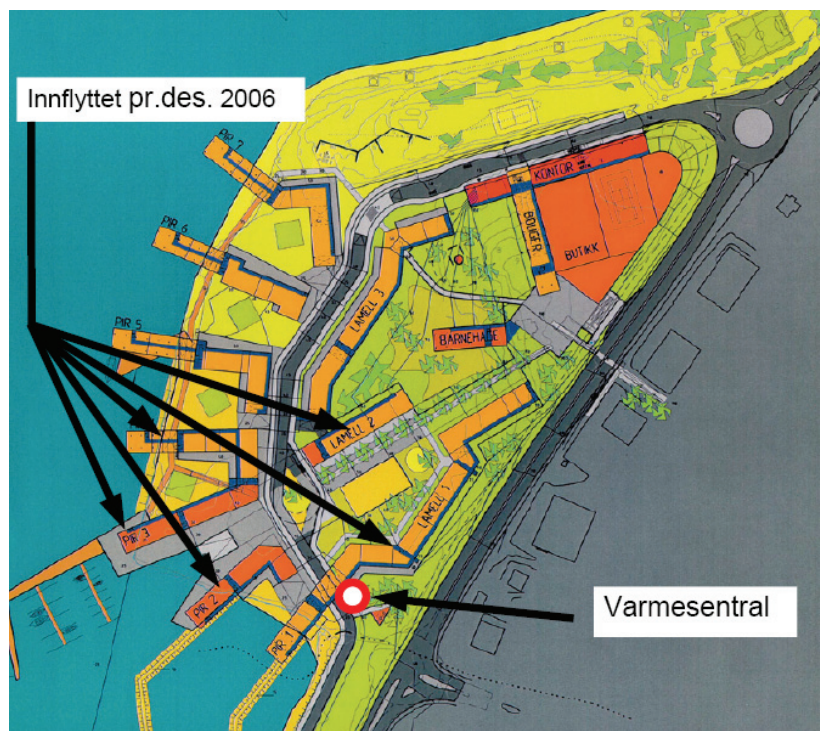 Innflyttet pr.des. 2006
PIR 7
KONTOR
BOLIGER
BUTIKK
PIR 6
LAMELL 3
PIR 5
BARNEHAGE
LAMELL 2
LAMELL 1
PIR 3
PIR 2
PIR 1
Varmesentral